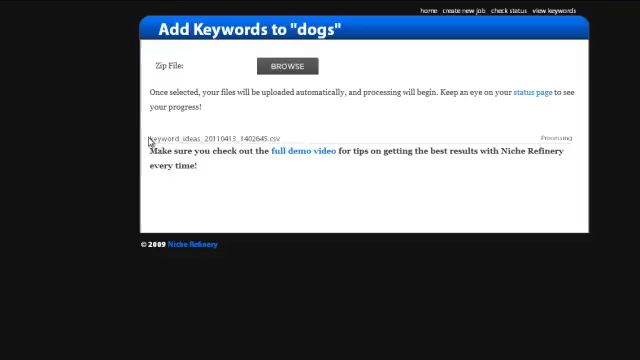 home create new job check status view keywords
Add Keywords to "dogs"
Zip File: BROWSE
Once selected, your files will be uploaded automatically, and processing will begin. Keep an eye on your status page to see
your progress!
keyword_ideas_20110413_1402645.csv Processing
Make sure you check out the full demo video for tips on getting the best results with Niche Refinery
every time!
© 2009 Niche Refinery